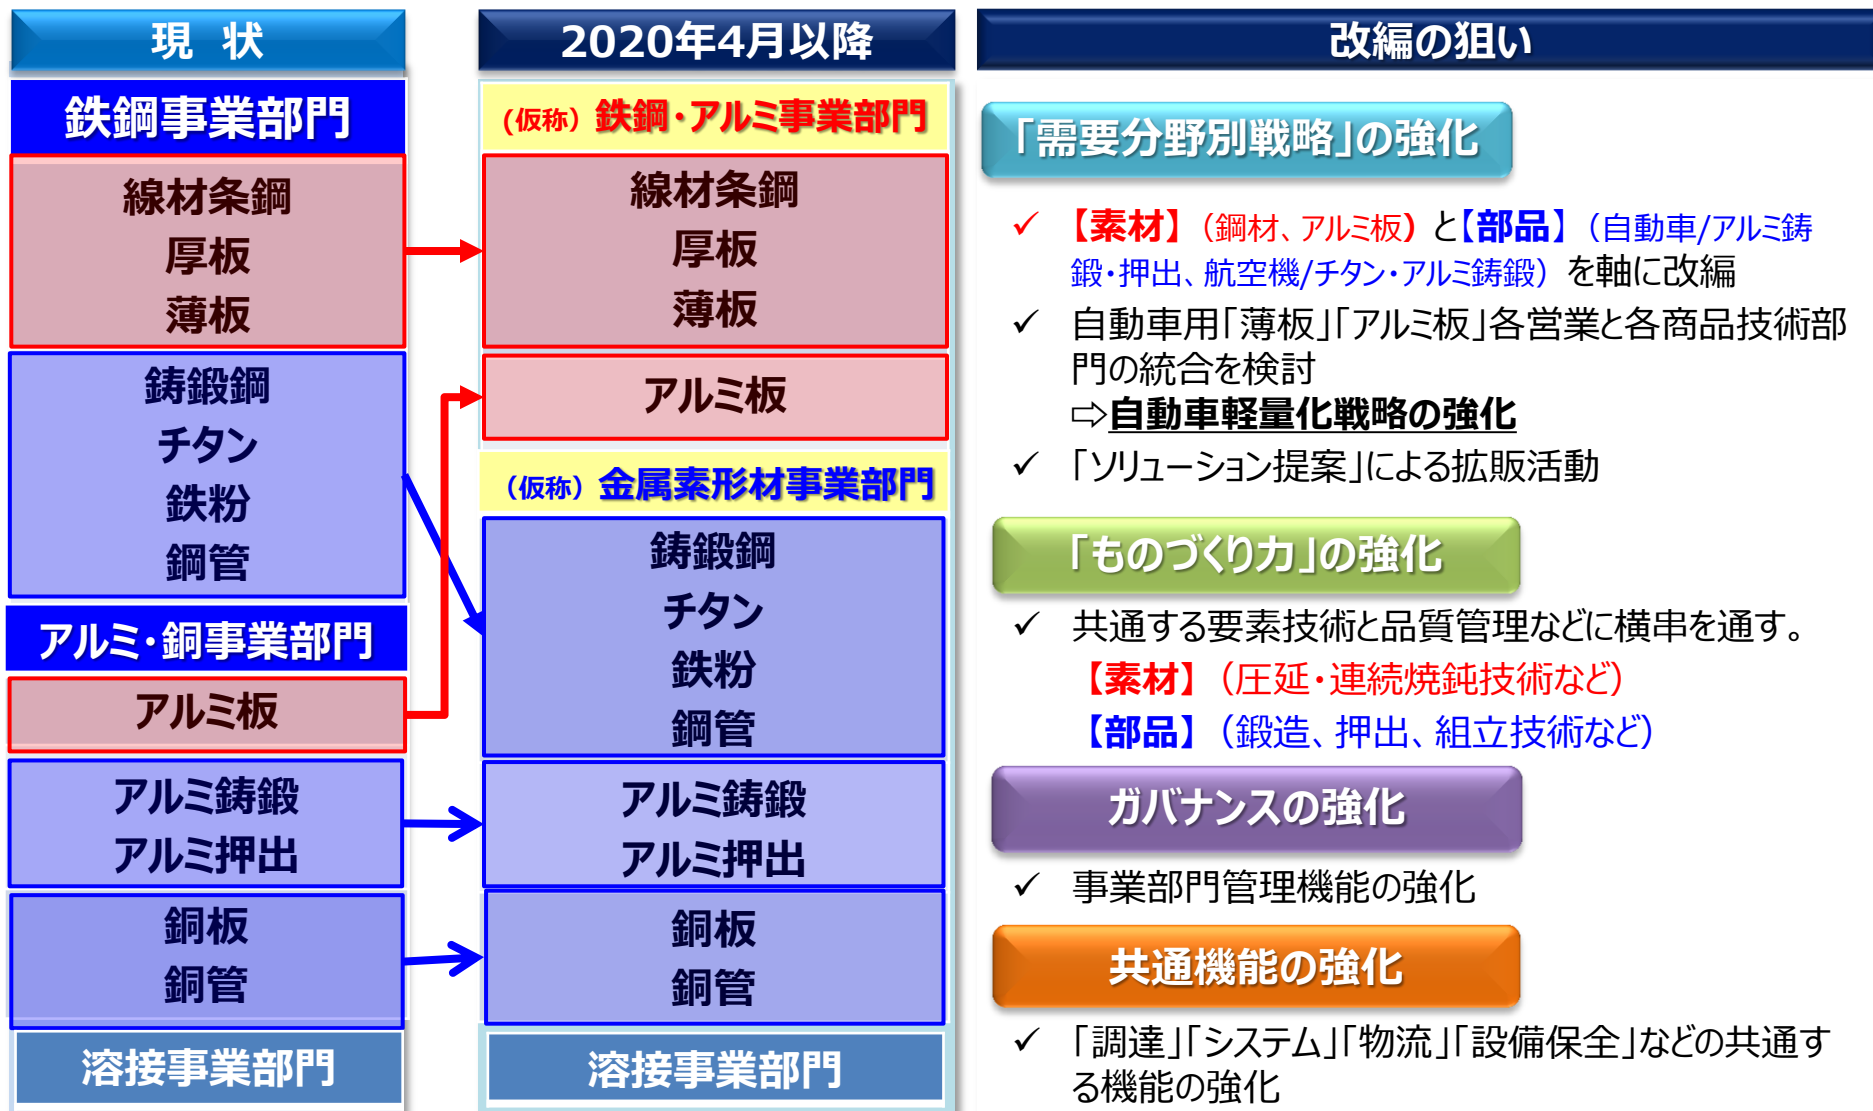 現 状
鉄鋼事業部門
線材条鋼
厚板
薄板
鋳鍛鋼
チタン
鉄粉
鋼管
アルミ・銅事業部門
アルミ板
アルミ鋳鍛
アルミ押出
銅板
銅管
溶接事業部門
2020年4月以降
(仮称) 鉄鋼・アルミ事業部門
線材条鋼
厚板
薄板
アルミ板
(仮称) 金属素形材事業部門
鋳鍛鋼
チタン
鉄粉
鋼管
アルミ鋳鍛
アルミ押出
銅板
銅管
溶接事業部門
改編の狙い
「需要分野別戦略」の強化
✓ 【素材】（鋼材、アルミ板）と【部品】（自動車/アルミ鋳
鍛・押出、航空機/チタン・アルミ鋳鍛）を軸に改編
✓ 自動車用「薄板」「アルミ板」各営業と各商品技術部
門の統合を検討
⇨自動車軽量化戦略の強化
✓ 「ソリューション提案」による拡販活動
「ものづくり力」の強化
✓ 共通する要素技術と品質管理などに横串を通す。
【素材】（圧延・連続焼鈍技術など）
【部品】（鍛造、押出、組立技術など）
ガバナンスの強化
✓ 事業部門管理機能の強化
共通機能の強化
✓ 「調達」「システム」「物流」「設備保全」などの共通す
る機能の強化